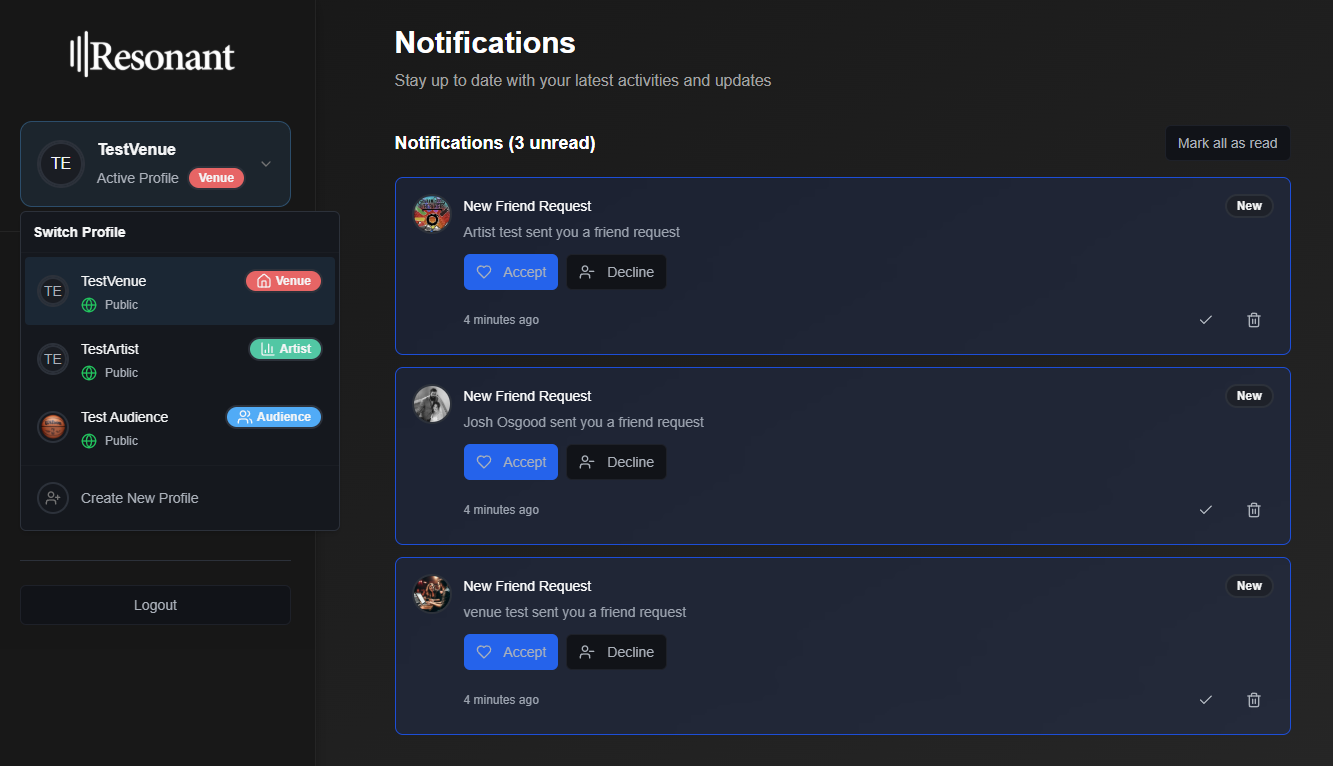 Resonant
TE
TestVenue
Active Profile Venue
Switch Profile
TE
TestVenue Venue
Public
TE
TestArtist Artist
Public
Test Audience Audience
Public
Create New Profile
Logout
Notifications
Stay up to date with your latest activities and updates
Notifications (3 unread) Mark all as read
New Friend Request New
Artist test sent you a friend request
Accept Decline
4 minutes ago
New Friend Request New
Josh Osgood sent you a friend request
Accept Decline
4 minutes ago
New Friend Request New
venue test sent you a friend request
Accept Decline
4 minutes ago